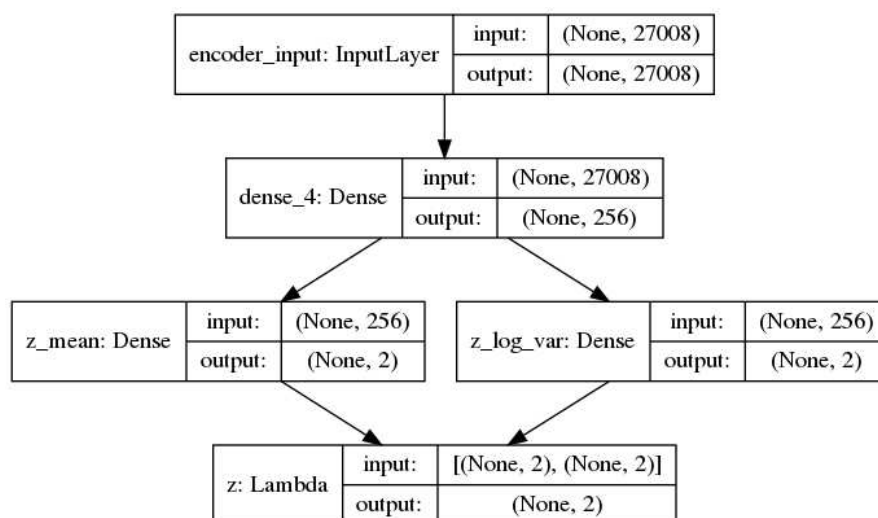 encoder_input: InputLayer
input: (None, 27008)
output: (None, 27008)
dense_4: Dense
input: (None, 27008)
output: (None, 256)
z_mean: Dense
input: (None, 256)
output: (None, 2)
z_log_var: Dense
input: (None, 256)
output: (None, 2)
z: Lambda
input: [(None, 2), (None, 2)]
output: (None, 2)